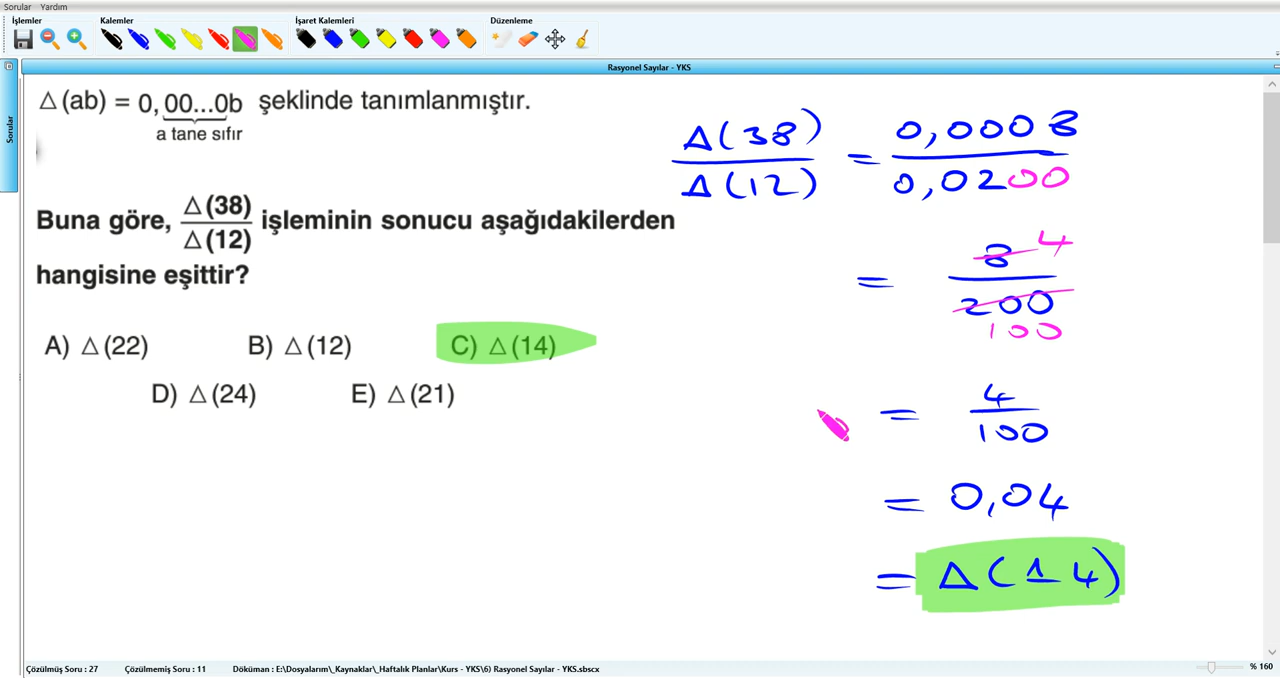 Sorular Yardım
İşlemler Kalemler İşaret Kalemleri Düzenleme
Rasyonel Sayılar - YKS
Sorular
△(ab) = 0, 00...0b şeklinde tanımlanmıştır.
a tane sıfır
Buna göre, △(38)/△(12) işleminin sonucu aşağıdakilerden
hangisine eşittir?
A) △(22) B) △(12) C) △(14)
D) △(24) E) △(21)
Δ(38)/Δ(12) = 0,0008/0,0200
= 8/200 4/100
= 4/100
= 0,04
= Δ(14)
Çözülmüş Soru : 27 Çözülmemiş Soru : 11 Döküman : E:\Dosyalarım\_Kaynaklar\_Haftalık Planlar\Kurs - YKS\6) Rasyonel Sayılar - YKS.sbscx % 160